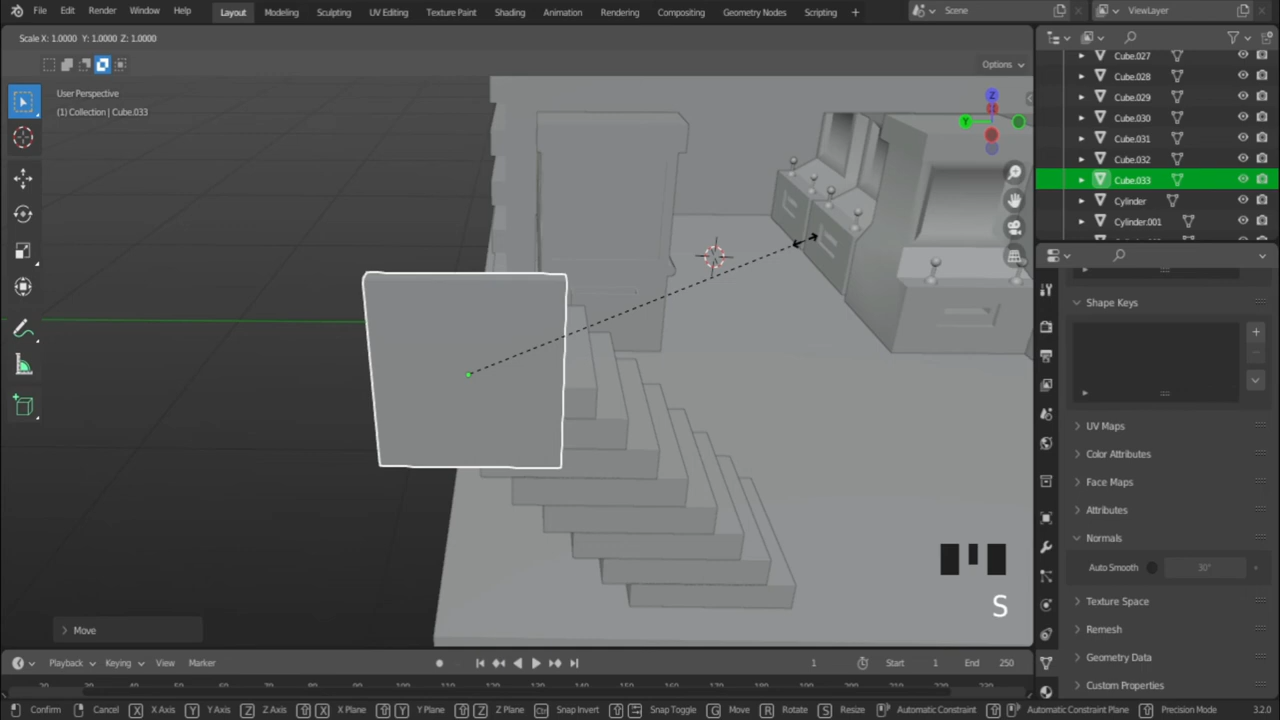 File Edit Render Window Help Layout Modeling Sculpting UV Editing Texture Paint Shading Animation Rendering Compositing Geometry Nodes Scripting + Scene ViewLayer
Scale X: 1.0000 Y: 1.0000 Z: 1.0000
Options
User Perspective
(1) Collection | Cube.033
Z
Y
Cube.027
Cube.028
Cube.029
Cube.030
Cube.031
Cube.032
Cube.033
Cylinder
Cylinder.001
Shape Keys
UV Maps
Color Attributes
Face Maps
Attributes
Normals
Auto Smooth 30°
Texture Space
Remesh
Geometry Data
Custom Properties
S
Move
Playback Keying View Marker 1 Start 1 End 250
Confirm Cancel X X Axis Y Y Axis Z Z Axis X X Plane Y Y Plane Z Z Plane Ctrl Snap Invert Snap Toggle G Move R Rotate S Resize Automatic Constraint Automatic Constraint Plane Precision Mode 3.2.0